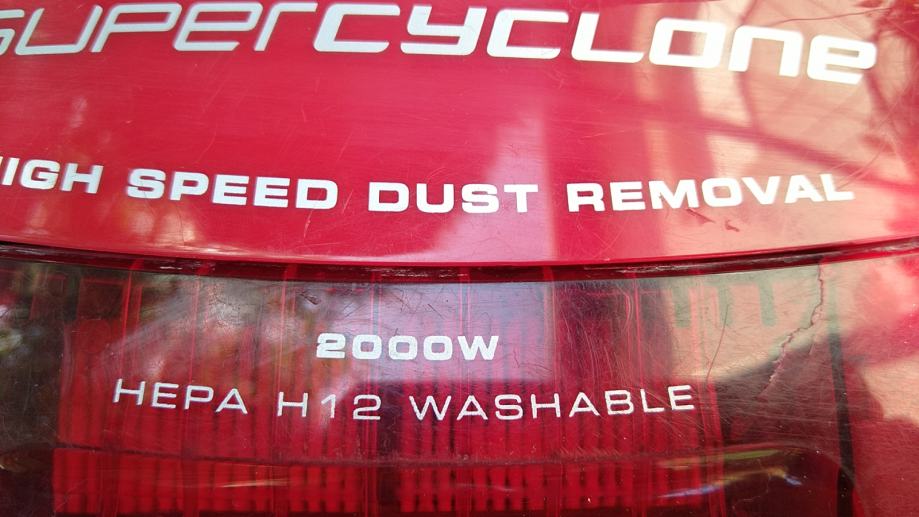 SUPERCYCLONE
HIGH SPEED DUST REMOVAL
2000W
HEPA H12 WASHABLE